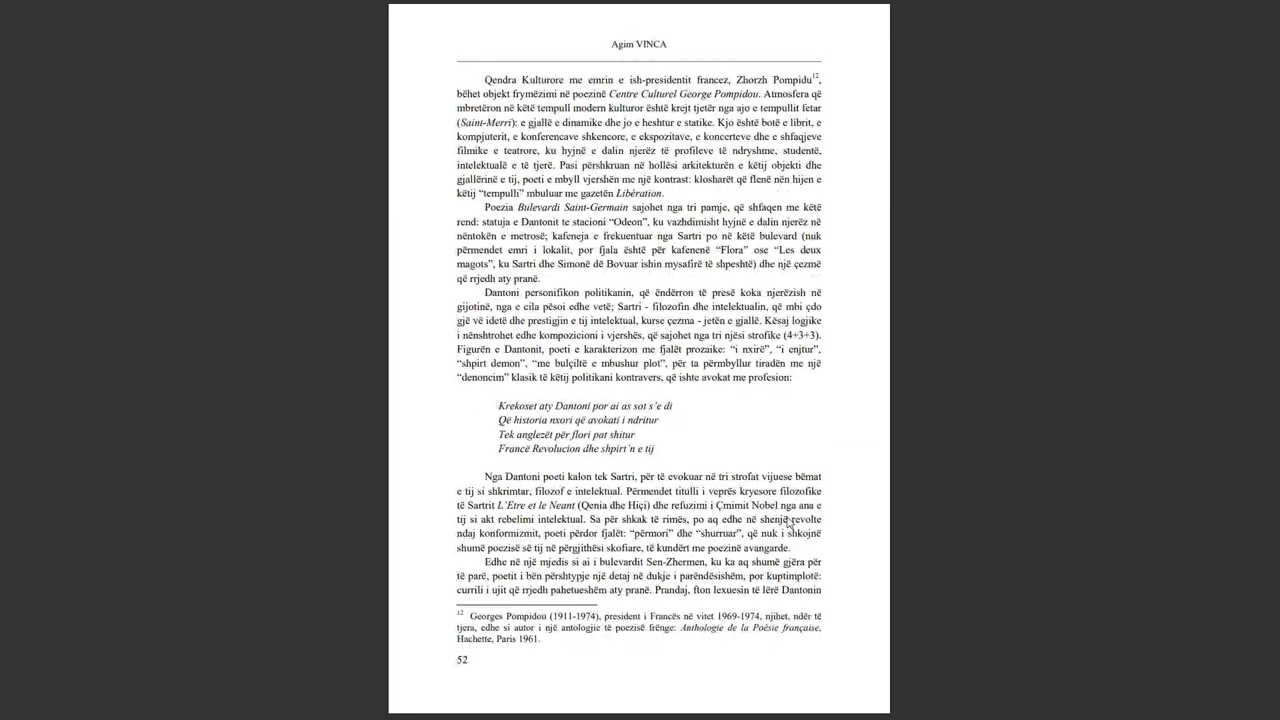 Agim VINCA
Qendra Kulturore me emrin e ish-presidentit francez, Zhorzh Pompidu12,
bëhet objekt frymëzimi në poezinë Centre Culturel George Pompidou. Atmosfera që
mbretëron në këtë tempull modern kulturor është krejt tjetër nga ajo e tempullit fetar
(Saint-Merri): e gjallë e dinamike dhe jo e heshtur e statike. Kjo është botë e librit, e
kompjuterit, e konferencave shkencore, e ekspozitave, e koncerteve dhe e shfaqjeve
filmike e teatrore, ku hyjnë e dalin njerëz të profileve të ndryshme, studentë,
intelektualë e të tjerë. Pasi përshkruan në hollësi arkitekturën e këtij objekti dhe
gjallërinë e tij, poeti e mbyll vjershën me një kontrast: klosharët që flenë nën hijen e
këtij “tempulli” mbuluar me gazetën Libération.
Poezia Bulevardi Saint-Germain sajohet nga tri pamje, që shfaqen me këtë
rend: statuja e Dantonit te stacioni “Odeon”, ku vazhdimisht hyjnë e dalin njerëz në
nëntokën e metrosë; kafeneja e frekuentuar nga Sartri po në këtë bulevard (nuk
përmendet emri i lokalit, por fjala është për kafenenë “Flora” ose “Les deux
magots”, ku Sartri dhe Simonë dë Bovuar ishin mysafirë të shpeshtë) dhe një çezmë
që rrjedh aty pranë.
Dantoni personifikon politikanin, që ëndërron të presë koka njerëzish në
gijotinë, nga e cila pësoi edhe vetë; Sartri - filozofin dhe intelektualin, që mbi çdo
gjë vë idetë dhe prestigjin e tij intelektual, kurse çezma - jetën e gjallë. Kësaj logjike
i nënshtrohet edhe kompozicioni i vjershës, që sajohet nga tri njësi strofike (4+3+3).
Figurën e Dantonit, poeti e karakterizon me fjalët prozaike: “i nxirë”, “i enjtur”,
“shpirt demon”, “me bulçiltë e mbushur plot”, për ta përmbyllur tiradën me një
“denoncim” klasik të këtij politikani kontravers, që ishte avokat me profesion:
Krekoset aty Dantoni por ai as sot s’e di
Që historia nxori që avokati i ndritur
Tek anglezët për flori pat shitur
Francë Revolucion dhe shpirt’n e tij
Nga Dantoni poeti kalon tek Sartri, për të evokuar në tri strofat vijuese bëmat
e tij si shkrimtar, filozof e intelektual. Përmendet titulli i veprës kryesore filozofike
të Sartrit L’Etre et le Neant (Qenia dhe Hiçi) dhe refuzimi i Çmimit Nobel nga ana e
tij si akt rebelimi intelektual. Sa për shkak të rimës, po aq edhe në shenjë revolte
ndaj konformizmit, poeti përdor fjalët: “përmori” dhe “shurruar”, që nuk i shkojnë
shumë poezisë së tij në përgjithësi skofiare, të kundërt me poezinë avangarde.
Edhe në një mjedis si ai i bulevardit Sen-Zhermen, ku ka aq shumë gjëra për
të parë, poetit i bën përshtypje një detaj në dukje i parëndësishëm, por kuptimplotë:
currili i ujit që rrjedh pahetueshëm aty pranë. Prandaj, fton lexuesin të lërë Dantonin
12 Georges Pompidou (1911-1974), president i Francës në vitet 1969-1974, njihet, ndër të
tjera, edhe si autor i një antologjie të poezisë frënge: Anthologie de la Poésie française,
Hachette, Paris 1961.
52